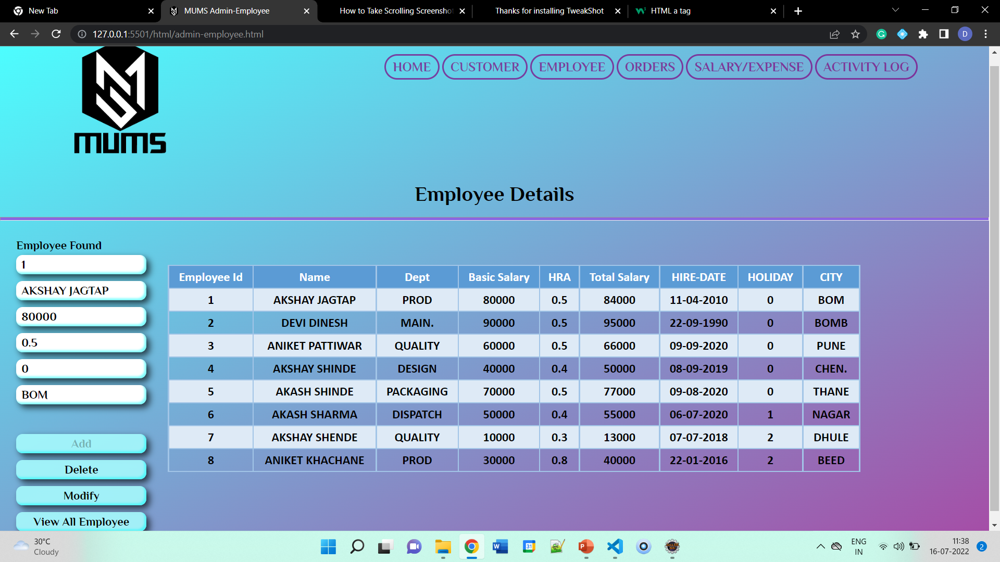 New Tab
MUMS Admin-Employee
How to Take Scrolling Screenshot
Thanks for installing TweakShot
W3
HTML a tag
127.0.0.1:5501/html/admin-employee.html
D
MUMS
HOME CUSTOMER EMPLOYEE ORDERS SALARY/EXPENSE ACTIVITY LOG
Employee Details
Employee Found
1
AKSHAY JAGTAP
80000
0.5
0
BOM
Add
Delete
Modify
View All Employee
Employee Id Name Dept Basic Salary HRA Total Salary HIRE-DATE HOLIDAY CITY
1 AKSHAY JAGTAP PROD 80000 0.5 84000 11-04-2010 0 BOM
2 DEVI DINESH MAIN. 90000 0.5 95000 22-09-1990 0 BOMB
3 ANIKET PATTIWAR QUALITY 60000 0.5 66000 09-09-2020 0 PUNE
4 AKSHAY SHINDE DESIGN 40000 0.4 50000 08-09-2019 0 CHEN.
5 AKASH SHINDE PACKAGING 70000 0.5 77000 09-08-2020 0 THANE
6 AKASH SHARMA DISPATCH 50000 0.4 55000 06-07-2020 1 NAGAR
7 AKSHAY SHENDE QUALITY 10000 0.3 13000 07-07-2018 2 DHULE
8 ANIKET KHACHANE PROD 30000 0.8 40000 22-01-2016 2 BEED
30°C
Cloudy
W
31
P
ENG
IN
11:38
16-07-2022
2